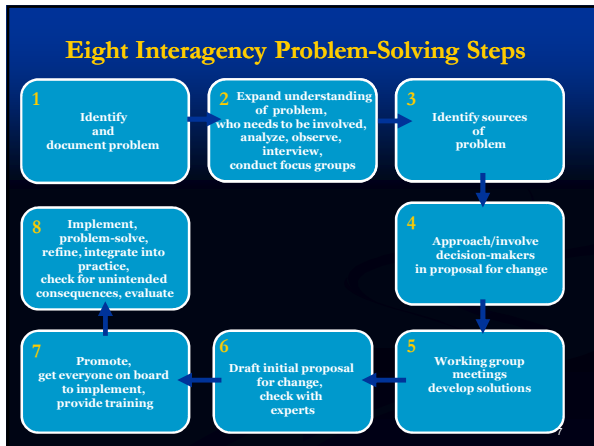 Eight Interagency Problem-Solving Steps
1
Identify
and
document problem
2 Expand understanding
of problem,
who needs to be involved,
analyze, observe,
interview,
conduct focus groups
3
Identify sources
of
problem
4
Approach/involve
decision-makers
in proposal for change
5
Working group
meetings
develop solutions
6
Draft initial proposal
for change,
check with
experts
7
Promote,
get everyone on board
to implement,
provide training
8
Implement,
problem-solve,
refine, integrate into
practice,
check for unintended
consequences, evaluate
7